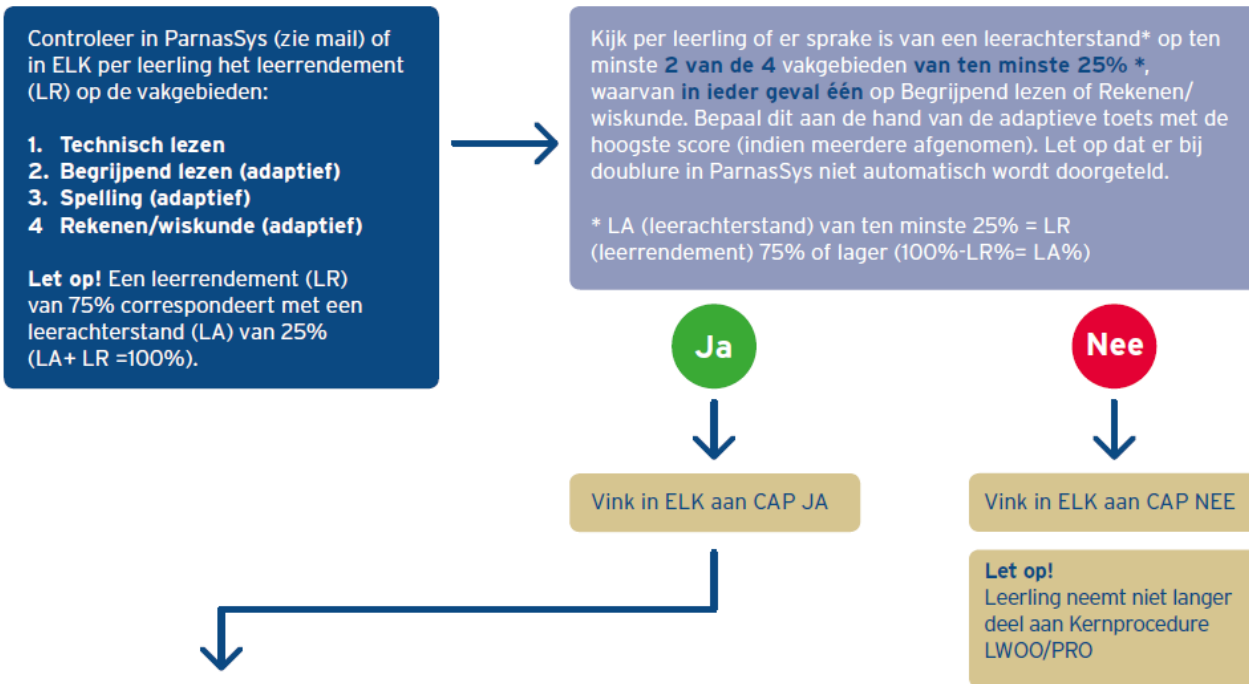 Controleer in ParnasSys (zie mail) of
in ELK per leerling het leerrendement
(LR) op de vakgebieden:
1. Technisch lezen
2. Begrijpend lezen (adaptief)
3. Spelling (adaptief)
4 Rekenen/wiskunde (adaptief)
Let op! Een leerrendement (LR)
van 75% correspondeert met een
leerachterstand (LA) van 25%
(LA+ LR =100%).
Kijk per leerling of er sprake is van een leerachterstand* op ten
minste 2 van de 4 vakgebieden van ten minste 25% *,
waarvan in ieder geval één op Begrijpend lezen of Rekenen/
wiskunde. Bepaal dit aan de hand van de adaptieve toets met de
hoogste score (indien meerdere afgenomen). Let op dat er bij
doublure in ParnasSys niet automatisch wordt doorgeteld.
* LA (leerachterstand) van ten minste 25% = LR
(leerrendement) 75% of lager (100%-LR%= LA%)
Ja
Nee
Vink in ELK aan CAP JA
Vink in ELK aan CAP NEE
Let op!
Leerling neemt niet langer
deel aan Kernprocedure
LWOO/PRO